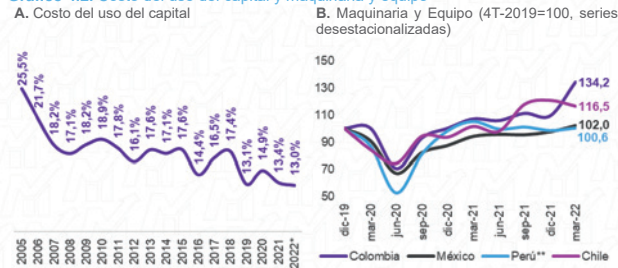 A. Costo del uso del capital
25,5%
21,7%
18,2%
17,1%
18,2%
18,9%
17,8%
16,1%
17,6%
17,1%
17,6%
14,4%
16,5%
17,4%
13,1%
14,9%
13,4%
13,0%
2005
2006
2007
2008
2009
2010
2011
2012
2013
2014
2015
2016
2017
2018
2019
2020
2021
2022*
B. Maquinaria y Equipo (4T-2019=100, series
desestacionalizadas)
150
130
110
90
70
50
134,2
116,5
102,0
100,6
dic-19
mar-20
jun-20
sep-20
dic-20
mar-21
jun-21
sep-21
dic-21
mar-22
Colombia
México
Perú**
Chile